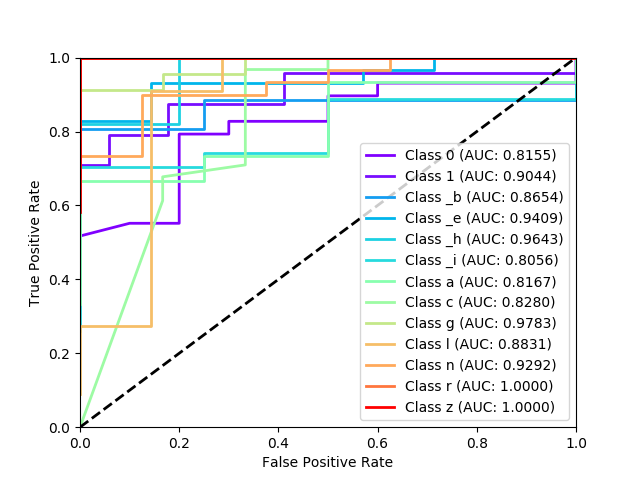 1.0
0.8
0.6
0.4
0.2
0.0
True Positive Rate
Class 0 (AUC: 0.8155)
Class 1 (AUC: 0.9044)
Class _b (AUC: 0.8654)
Class _e (AUC: 0.9409)
Class _h (AUC: 0.9643)
Class _i (AUC: 0.8056)
Class a (AUC: 0.8167)
Class c (AUC: 0.8280)
Class g (AUC: 0.9783)
Class l (AUC: 0.8831)
Class n (AUC: 0.9292)
Class r (AUC: 1.0000)
Class z (AUC: 1.0000)
0.0 0.2 0.4 0.6 0.8 1.0
False Positive Rate